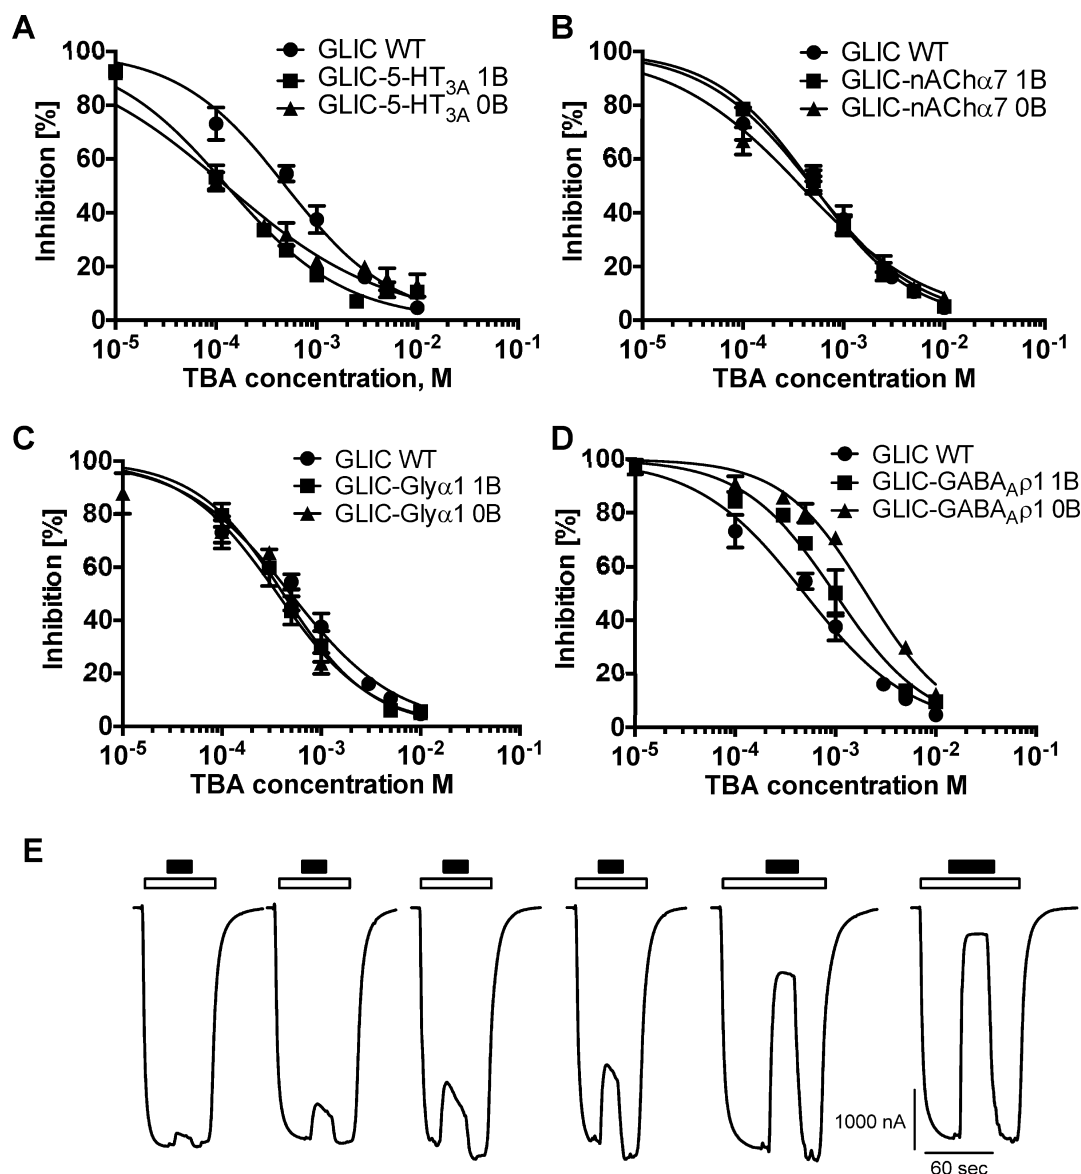 A
GLIC WT
GLIC-5-HT3A 1B
GLIC-5-HT3A 0B
Inhibition [%]
100
80
60
40
20
0
10-5 10-4 10-3 10-2 10-1
TBA concentration, M
B
GLIC WT
GLIC-nAChα7 1B
GLIC-nAChα7 0B
Inhibition [%]
100
80
60
40
20
0
10-5 10-4 10-3 10-2 10-1
TBA concentration M
C
GLIC WT
GLIC-Glyα1 1B
GLIC-Glyα1 0B
Inhibition [%]
100
80
60
40
20
0
10-5 10-4 10-3 10-2 10-1
TBA concentration M
D
GLIC WT
GLIC-GABAAρ1 1B
GLIC-GABAAρ1 0B
Inhibition [%]
100
80
60
40
20
0
10-5 10-4 10-3 10-2 10-1
TBA concentration M
E
1000 nA
60 sec